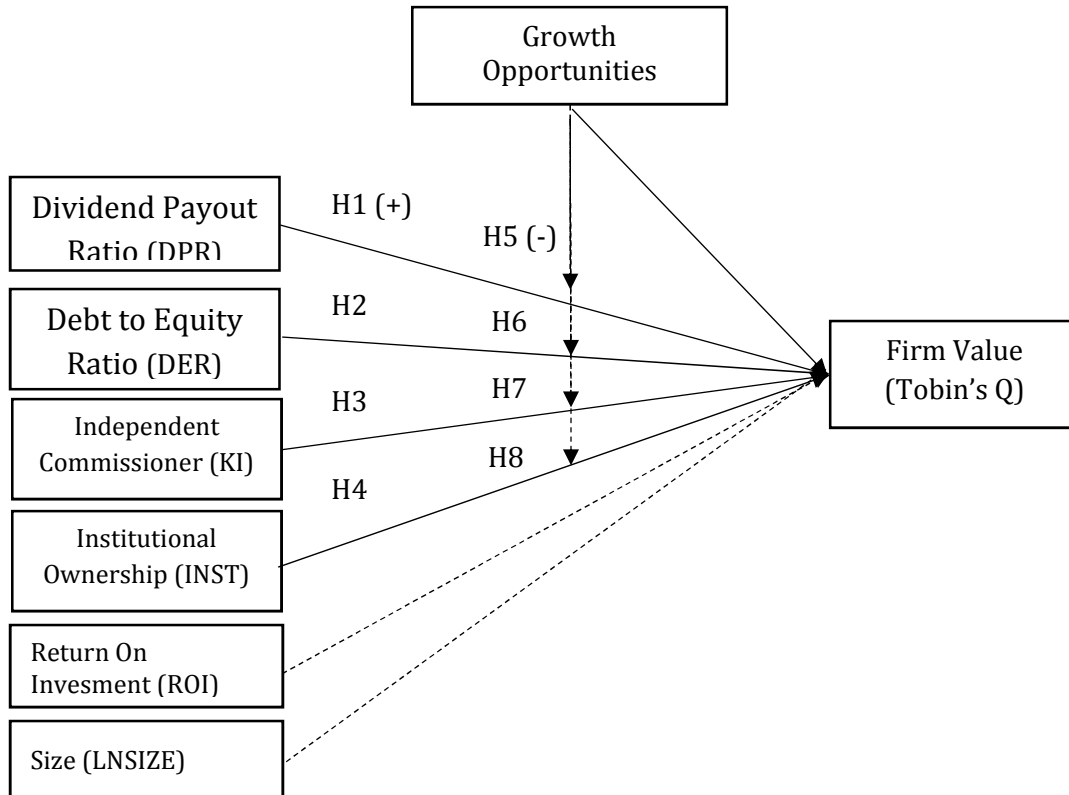 Growth
Opportunities
Dividend Payout
Ratio (DPR)
H1 (+)
H5 (-)
Debt to Equity
Ratio (DER)
H2
H6
Firm Value
(Tobin's Q)
Independent
Commissioner (KI)
H3
H7
Institutional
Ownership (INST)
H4
H8
Return On
Invesment (ROI)
Size (LNSIZE)